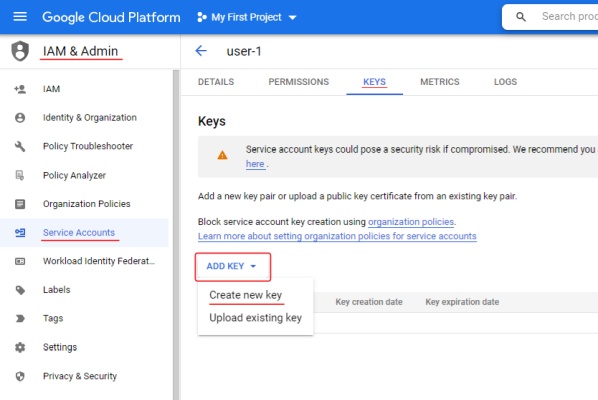 Google Cloud Platform
My First Project
Search proc
IAM & Admin
user-1
DETAILS
PERMISSIONS
KEYS
METRICS
LOGS
IAM
Identity & Organization
Policy Troubleshooter
Policy Analyzer
Organization Policies
Service Accounts
Workload Identity Federat...
Labels
Tags
Settings
Privacy & Security
Keys
Service account keys could pose a security risk if compromised. We recommend you
here .
Add a new key pair or upload a public key certificate from an existing key pair.
Block service account key creation using organization policies.
Learn more about setting organization policies for service accounts
ADD KEY
Create new key
Upload existing key
Key creation date
Key expiration date